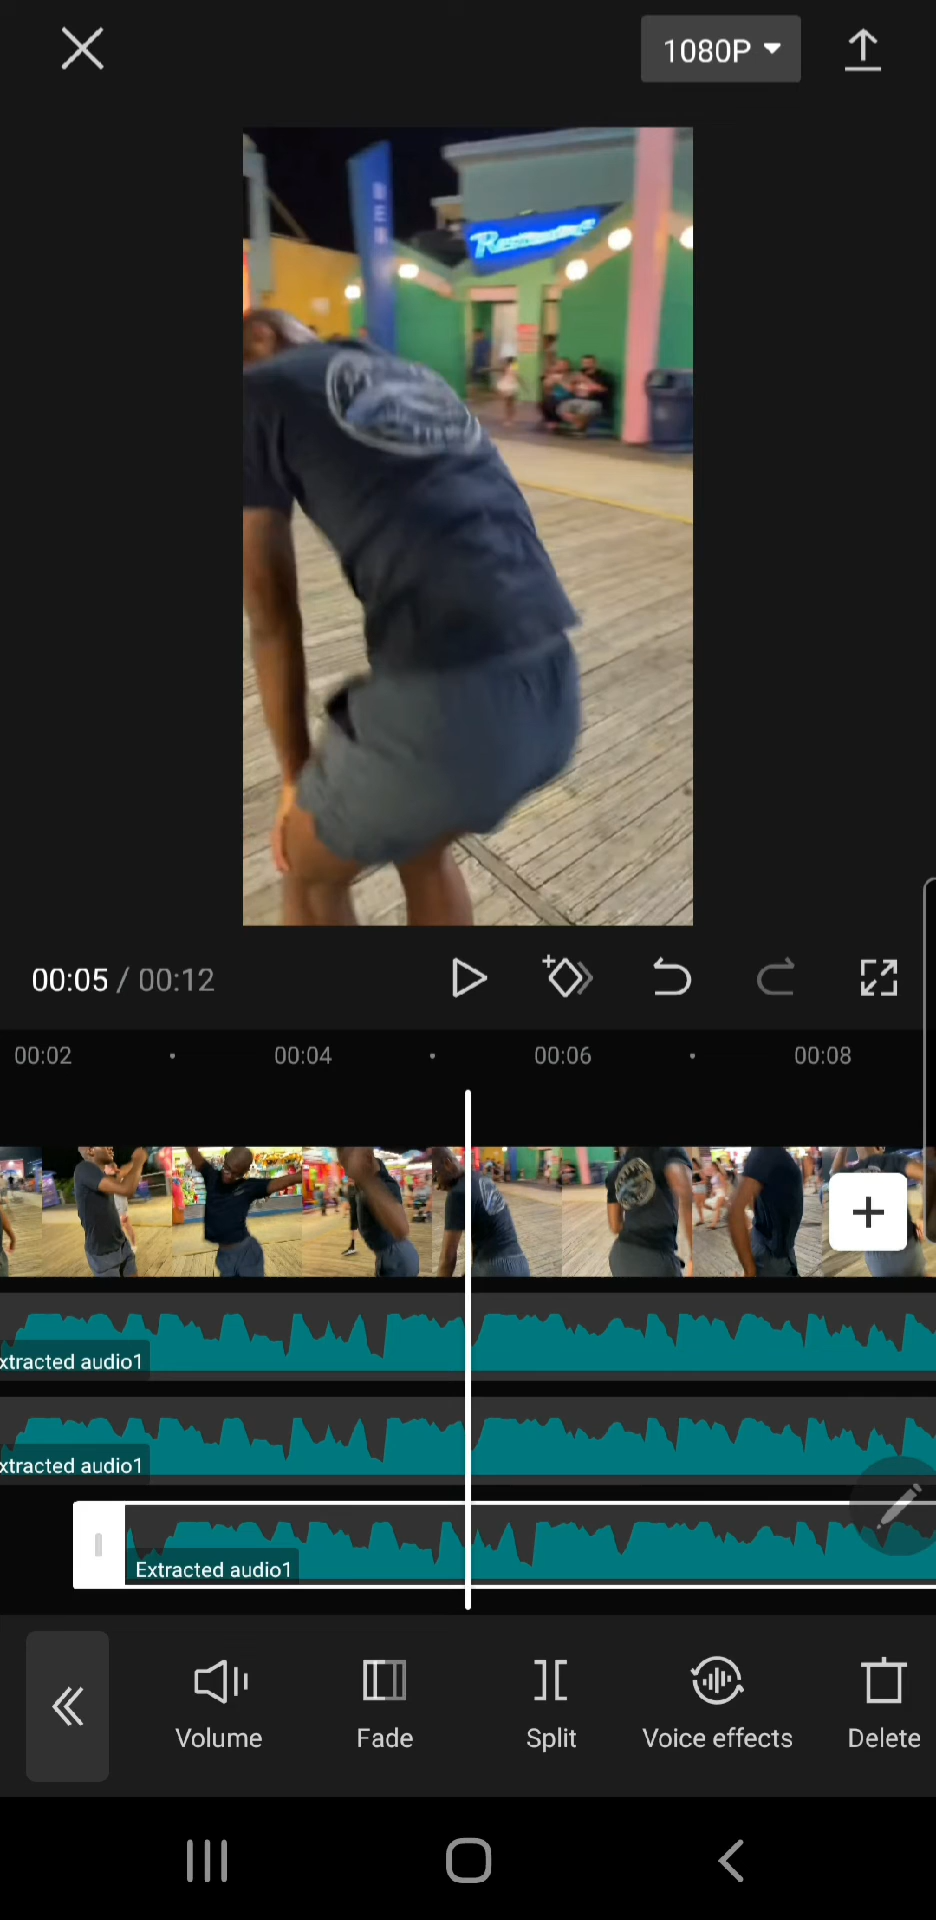 1080P
00:05 / 00:12
00:02 00:04 00:06 00:08
xtracted audio1
xtracted audio1
Extracted audio1
Volume Fade Split Voice effects Delete